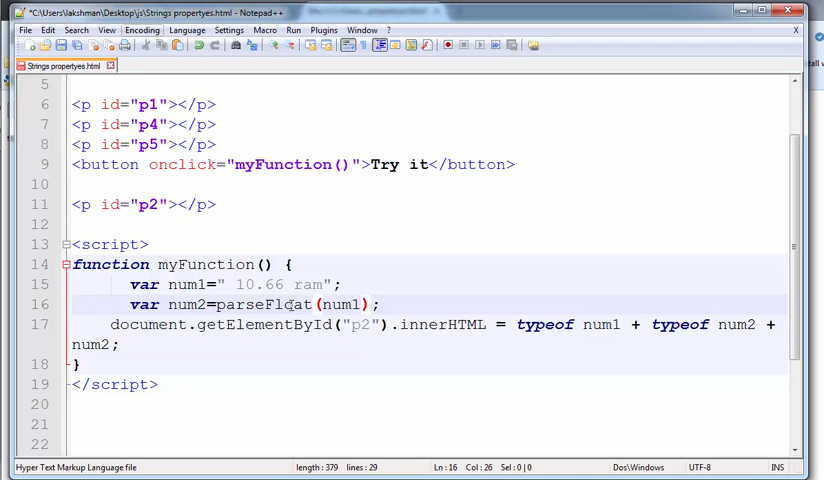 *C:\Users\lakshman\Desktop\js\Strings propertyes.html - Notepad++
File Edit Search View Encoding Language Settings Macro Run Plugins Window ? X
Strings propertyes.html
5
6 <p id="p1"></p>
7 <p id="p4"></p>
8 <p id="p5"></p>
9 <button onclick="myFunction()">Try it</button>
10
11 <p id="p2"></p>
12
13 <script>
14 function myFunction() {
15 var num1=" 10.66 ram";
16 var num2=parseFloat(num1);
17 document.getElementById("p2").innerHTML = typeof num1 + typeof num2 +
num2;
18 }
19 </script>
20
21
22
Hyper Text Markup Language file length : 379 lines : 29 Ln : 16 Col : 26 Sel : 0 | 0 Dos\Windows UTF-8 INS